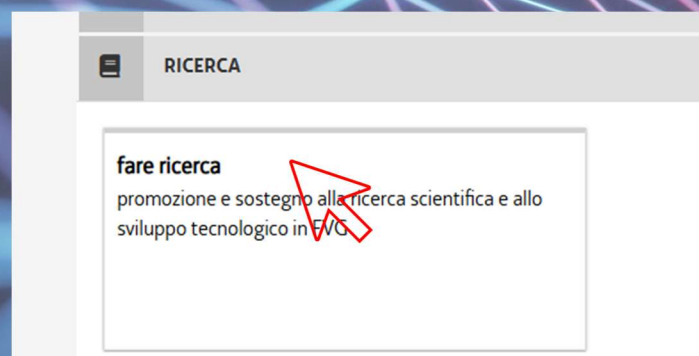 RICERCA
fare ricerca
promozione e sostegno alla ricerca scientifica e allo
sviluppo tecnologico in FVG